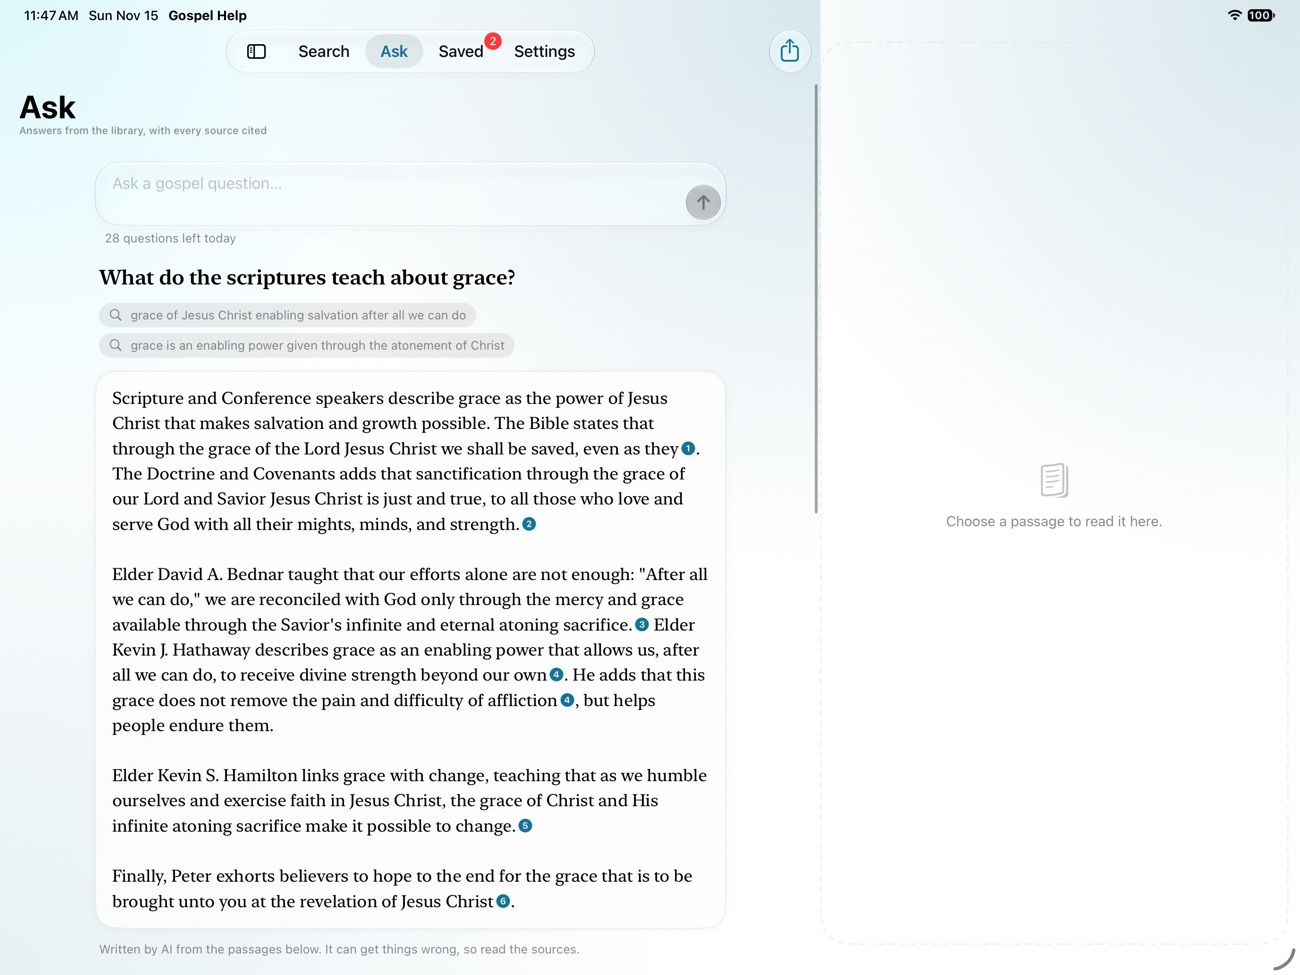 11:47 AM Sun Nov 15 Gospel Help
100
Search Ask Saved 2 Settings
Ask
Answers from the library, with every source cited
Ask a gospel question...
28 questions left today
What do the scriptures teach about grace?
grace of Jesus Christ enabling salvation after all we can do
grace is an enabling power given through the atonement of Christ
Scripture and Conference speakers describe grace as the power of Jesus
Christ that makes salvation and growth possible. The Bible states that
through the grace of the Lord Jesus Christ we shall be saved, even as they 1.
The Doctrine and Covenants adds that sanctification through the grace of
our Lord and Savior Jesus Christ is just and true, to all those who love and
serve God with all their mights, minds, and strength. 2
Elder David A. Bednar taught that our efforts alone are not enough: "After all
we can do," we are reconciled with God only through the mercy and grace
available through the Savior's infinite and eternal atoning sacrifice. 3 Elder
Kevin J. Hathaway describes grace as an enabling power that allows us, after
all we can do, to receive divine strength beyond our own 4. He adds that this
grace does not remove the pain and difficulty of affliction 4, but helps
people endure them.
Elder Kevin S. Hamilton links grace with change, teaching that as we humble
ourselves and exercise faith in Jesus Christ, the grace of Christ and His
infinite atoning sacrifice make it possible to change. 5
Finally, Peter exhorts believers to hope to the end for the grace that is to be
brought unto you at the revelation of Jesus Christ 6.
Written by AI from the passages below. It can get things wrong, so read the sources.
Choose a passage to read it here.